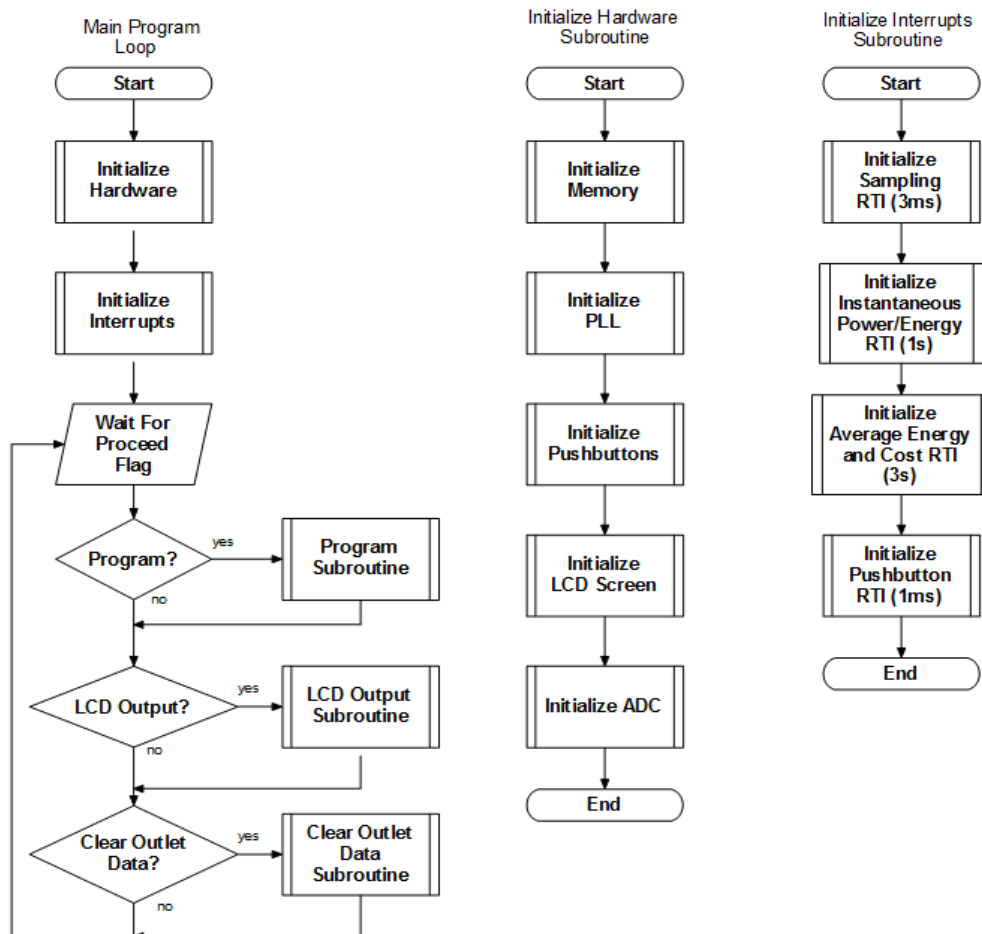 Main Program
Loop
Start
Initialize
Hardware
Initialize
Interrupts
Wait For
Proceed
Flag
Program?
yes
Program
Subroutine
no
LCD Output?
yes
LCD Output
Subroutine
no
Clear Outlet
Data?
yes
Clear Outlet
Data
Subroutine
no
Initialize Hardware
Subroutine
Start
Initialize
Memory
Initialize
PLL
Initialize
Pushbuttons
Initialize
LCD Screen
Initialize ADC
End
Initialize Interrupts
Subroutine
Start
Initialize
Sampling
RTI (3ms)
Initialize
Instantaneous
Power/Energy
RTI (1s)
Initialize
Average Energy
and Cost RTI
(3s)
Initialize
Pushbutton
RTI (1ms)
End